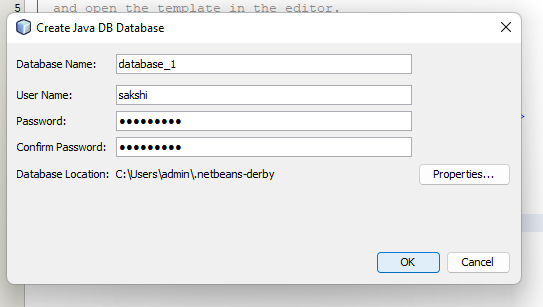 5 and open the template in the editor.
Create Java DB Database
Database Name: database_1
User Name: sakshi
Password: ●●●●●●●●●
Confirm Password: ●●●●●●●●●
Database Location: C:\Users\admin\.netbeans-derby Properties...
OK Cancel